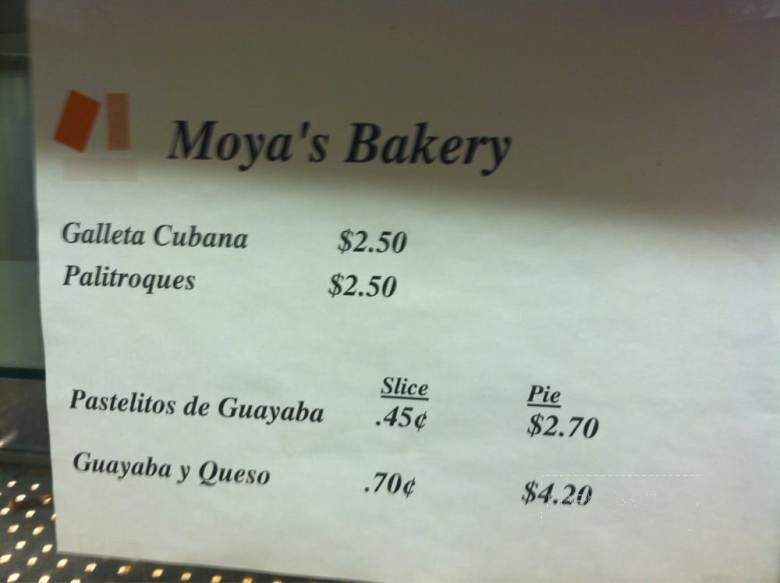 Moya's Bakery
Galleta Cubana $2.50
Palitroques $2.50
Slice Pie
Pastelitos de Guayaba .45¢ $2.70
Guayaba y Queso .70¢ $4.20